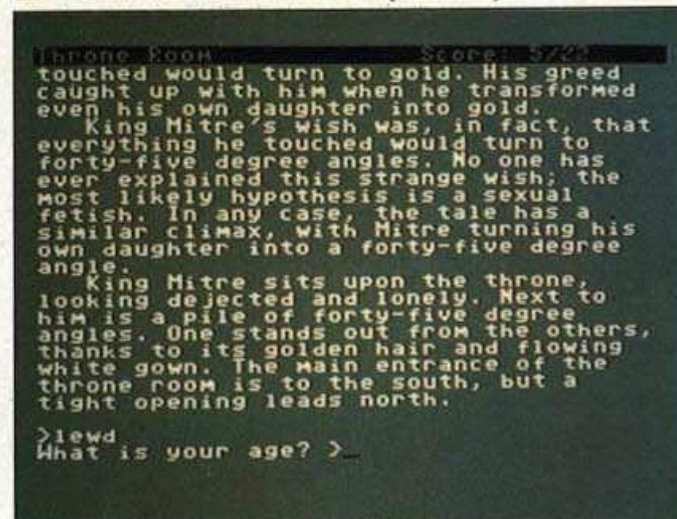 Throne Room Score: 5/22
touched would turn to gold. His greed
caught up with him when he transformed
even his own daughter into gold.
King Mitre's wish was, in fact, that
everything he touched would turn to
forty-five degree angles. No one has
ever explained this strange wish; the
most likely hypothesis is a sexual
fetish. In any case, the tale has a
similar climax, with Mitre turning his
own daughter into a forty-five degree
angle.
King Mitre sits upon the throne,
looking dejected and lonely. Next to
him is a pile of forty-five degree
angles. One stands out from the others,
thanks to its golden hair and flowing
white gown. The main entrance of the
throne room is to the south, but a
tight opening leads north.
>lewd
What is your age? >_